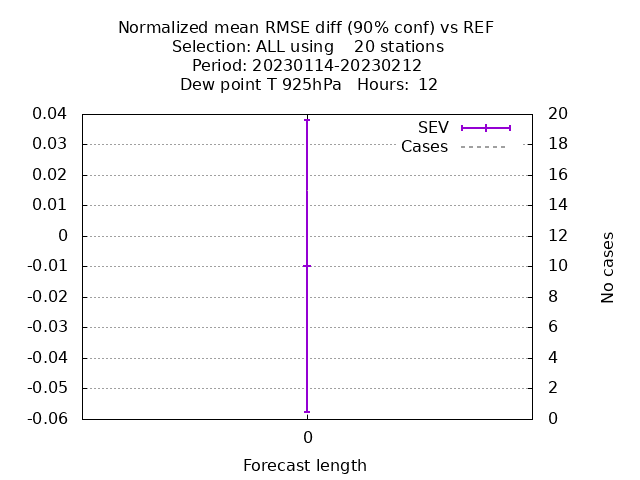 Normalized mean RMSE diff (90% conf) vs REF
Selection: ALL using    20 stations
Period: 20230114-20230212
Dew point T 925hPa   Hours:  12
SEV
Cases
0.04
0.03
0.02
0.01
0
-0.01
-0.02
-0.03
-0.04
-0.05
-0.06
20
18
16
14
12
10
8
6
4
2
0
No cases
0
Forecast length